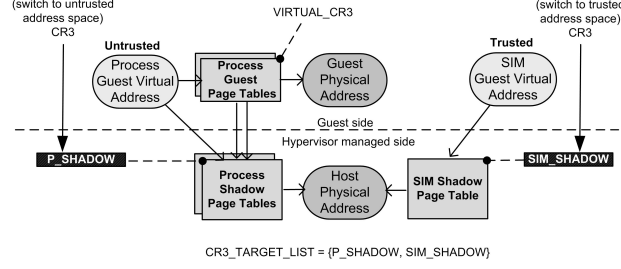 (switch to untrusted
address space)
CR3
VIRTUAL_CR3
(switch to trusted
address space)
CR3
Untrusted
Trusted
Process
Guest Virtual
Address
Process
Guest
Page Tables
Guest
Physical
Address
SIM
Guest Virtual
Address
Guest side
Hypervisor managed side
P_SHADOW
SIM_SHADOW
Process
Shadow
Page Tables
Host
Physical
Address
SIM Shadow
Page Table
CR3_TARGET_LIST = {P_SHADOW, SIM_SHADOW}